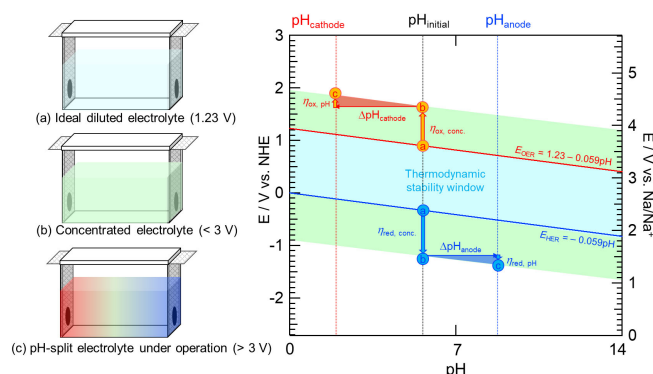 (a) Ideal diluted electrolyte (1.23 V)
(b) Concentrated electrolyte (< 3 V)
(c) pH-split electrolyte under operation (> 3 V)
pHcathode
pHinitial
pHanode
E / V vs. NHE
3
2
1
0
-1
-2
0
7
14
pH
E / V vs. Na/Na+
5
4
3
2
1
0
c
b
ηox, pH
ΔpHcathode
ηox, conc.
a
EOER = 1.23 – 0.059pH
Thermodynamic
stability window
a
EHER = – 0.059pH
ηred, conc.
ΔpHanode
b
c
ηred, pH